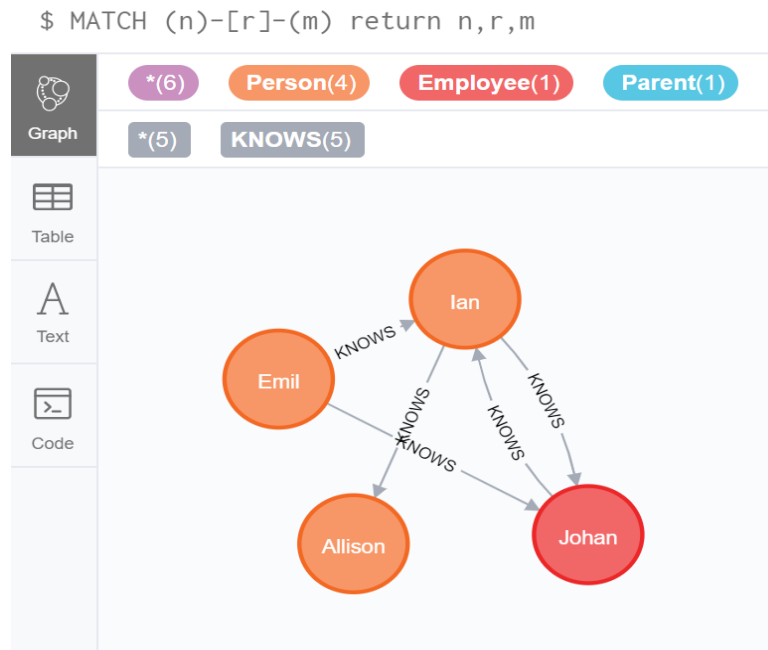 $ MATCH (n)-[r]-(m) return n,r,m
*(6) Person(4) Employee(1) Parent(1)
Graph
*(5) KNOWS(5)
Table
Text
Code
Ian
KNOWS
Emil
KNOWS
KNOWS
KNOWS
KNOWS
Allison
Johan